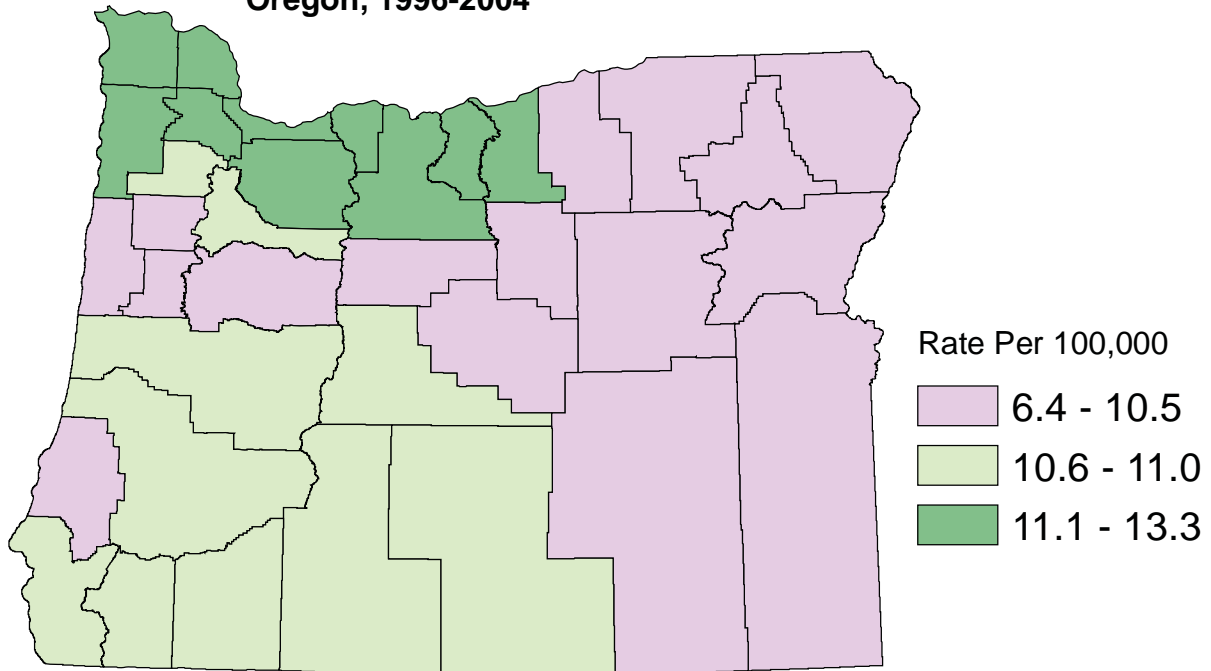 Oregon, 1996-2004
Rate Per 100,000
6.4 - 10.5
10.6 - 11.0
11.1 - 13.3